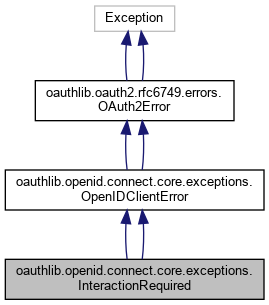 Exception
oauthlib.oauth2.rfc6749.errors.
OAuth2Error
oauthlib.openid.connect.core.exceptions.
OpenIDClientError
oauthlib.openid.connect.core.exceptions.
InteractionRequired